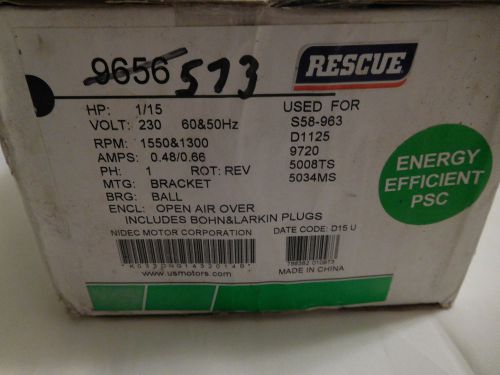 9656 573
RESCUE
HP: 1/15
VOLT: 230 60&50Hz
RPM: 1550&1300
AMPS: 0.48/0.66
PH: 1 ROT: REV
MTG: BRACKET
BRG: BALL
ENCL: OPEN AIR OVER
INCLUDES BOHN&LARKIN PLUGS
USED FOR
S58-963
D1125
9720
5008TS
5034MS
ENERGY
EFFICIENT
PSC
NIDEC MOTOR CORPORATION
DATE CODE: D15 U
www.usmotors.com
MADE IN CHINA